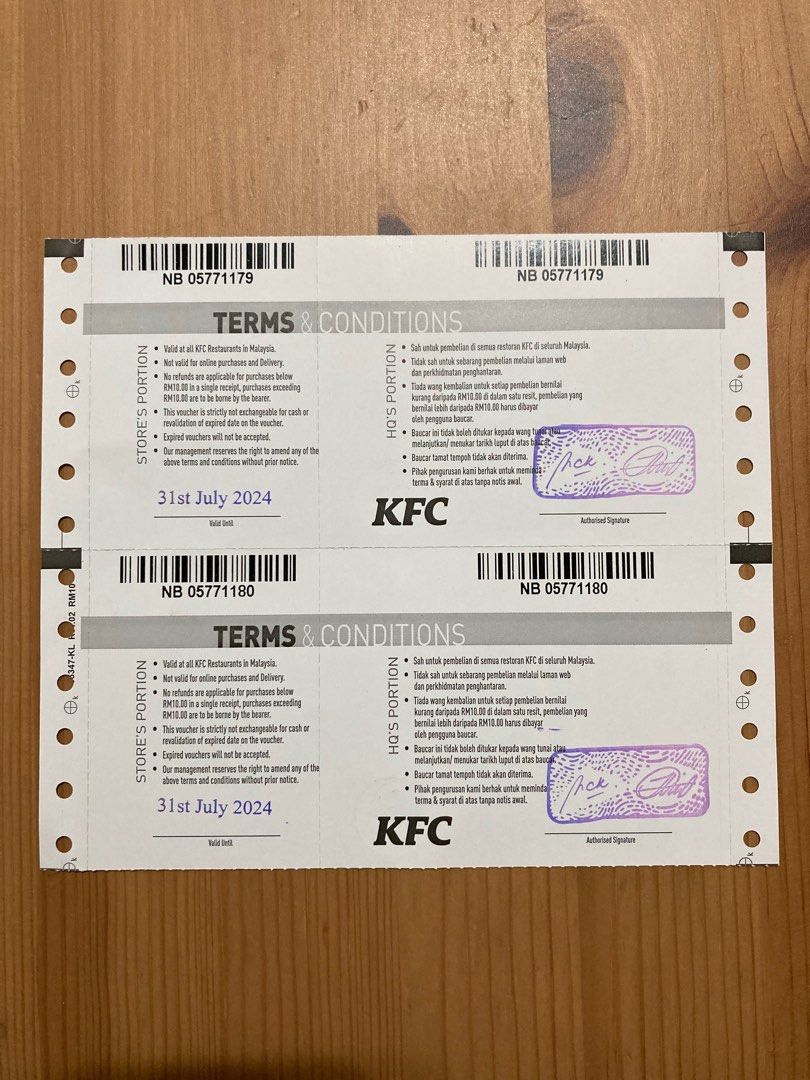 NB 05771179
NB 05771179
TERMS & CONDITIONS
STORE'S PORTION
• Valid at all KFC Restaurants in Malaysia.
• Not valid for online purchases and Delivery.
• No refunds are applicable for purchases below
RM10.00 in a single receipt, purchases exceeding
RM10.00 are to be borne by the bearer.
• This voucher is strictly not exchangeable for cash or
revalidation of expired date on the voucher.
• Expired vouchers will not be accepted.
• Our management reserves the right to amend any of the
above terms and conditions without prior notice.
31st July 2024
Valid Until
HQ'S PORTION
• Sah untuk pembelian di semua restoran KFC di seluruh Malaysia.
• Tidak sah untuk sebarang pembelian melalui laman web
dan perkhidmatan penghantaran.
• Tiada wang kembalian untuk setiap pembelian bernilai
kurang daripada RM10.00 di dalam satu resit, pembelian yang
bernilai lebih daripada RM10.00 harus dibayar
oleh pengguna baucar.
• Baucar ini tidak boleh ditukar kepada wang tunai atau
melanjutkan/ menukar tarikh luput di atas baucar.
• Baucar tamat tempoh tidak akan diterima.
• Pihak pengurusan kami berhak untuk meminda
terma & syarat di atas tanpa notis awal.
KFC
Authorised Signature
NB 05771180
NB 05771180
TERMS & CONDITIONS
STORE'S PORTION
• Valid at all KFC Restaurants in Malaysia.
• Not valid for online purchases and Delivery.
• No refunds are applicable for purchases below
RM10.00 in a single receipt, purchases exceeding
RM10.00 are to be borne by the bearer.
• This voucher is strictly not exchangeable for cash or
revalidation of expired date on the voucher.
• Expired vouchers will not be accepted.
• Our management reserves the right to amend any of the
above terms and conditions without prior notice.
31st July 2024
Valid Until
HQ'S PORTION
• Sah untuk pembelian di semua restoran KFC di seluruh Malaysia.
• Tidak sah untuk sebarang pembelian melalui laman web
dan perkhidmatan penghantaran.
• Tiada wang kembalian untuk setiap pembelian bernilai
kurang daripada RM10.00 di dalam satu resit, pembelian yang
bernilai lebih daripada RM10.00 harus dibayar
oleh pengguna baucar.
• Baucar ini tidak boleh ditukar kepada wang tunai atau
melanjutkan/ menukar tarikh luput di atas baucar.
• Baucar tamat tempoh tidak akan diterima.
• Pihak pengurusan kami berhak untuk meminda
terma & syarat di atas tanpa notis awal.
KFC
Authorised Signature